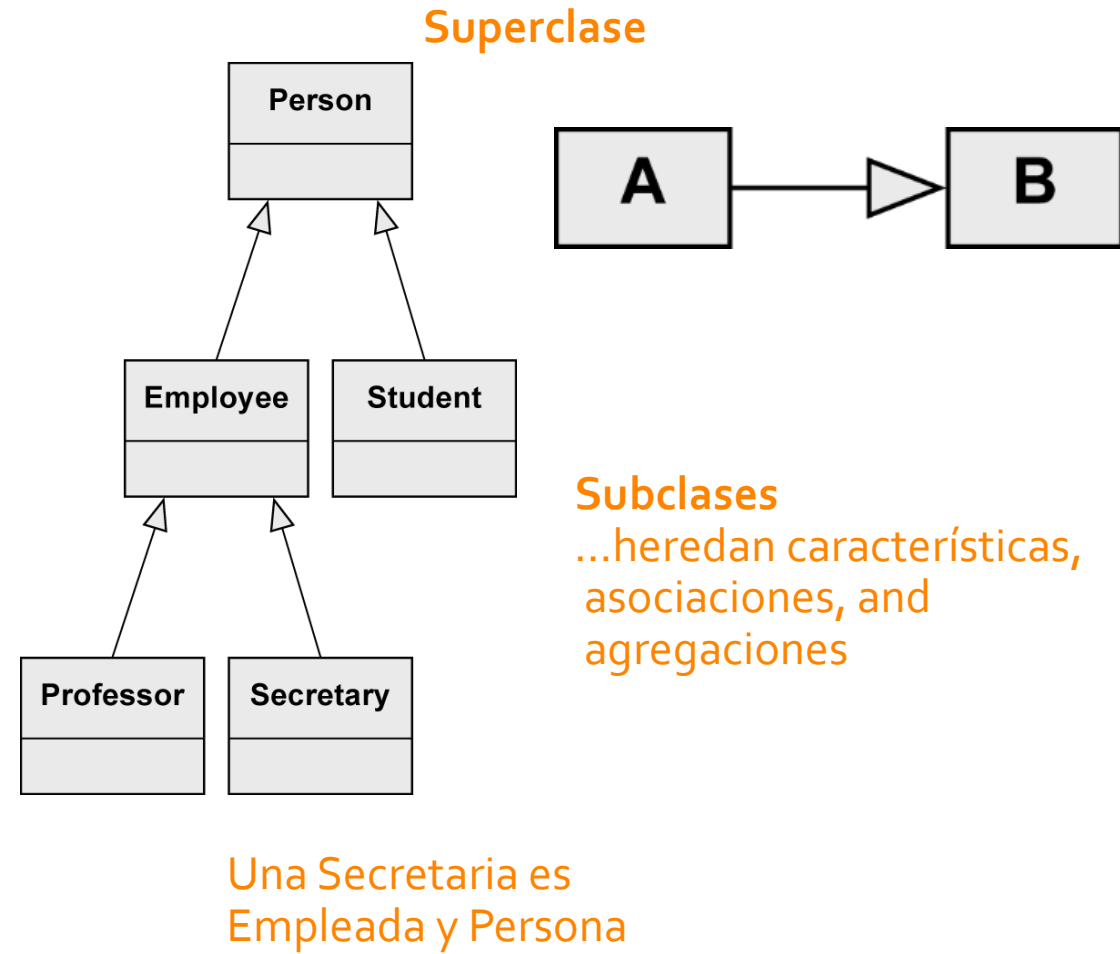 Superclase
Person
A
B
Employee
Student
Subclases
...heredan características,
asociaciones, and
agregaciones
Professor
Secretary
Una Secretaria es
Empleada y Persona